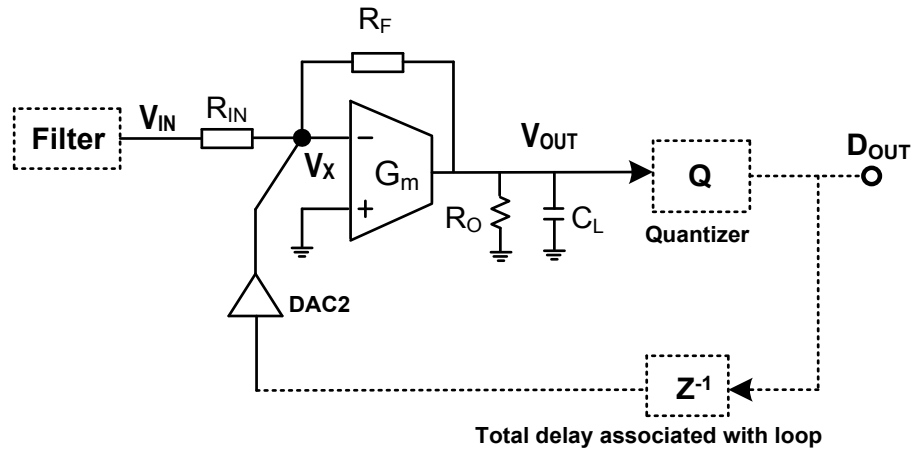 R_F
Filter
V_IN
R_IN
V_X
−
+
G_m
V_OUT
R_O
C_L
Q
Quantizer
D_OUT
DAC2
Z^-1
Total delay associated with loop